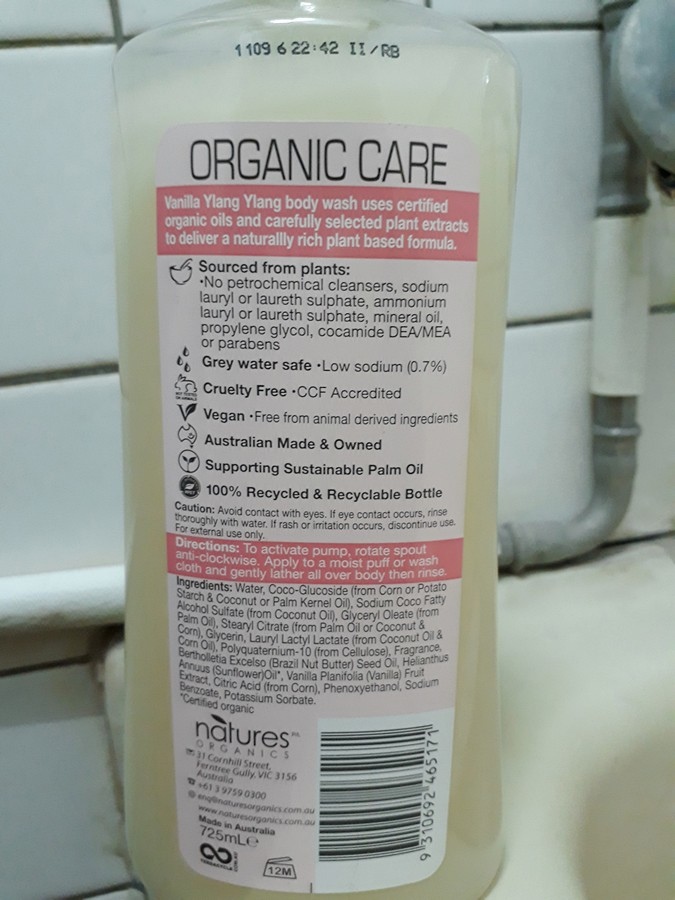 1109 6 22:42 II/RB
ORGANIC CARE
Vanilla Ylang Ylang body wash uses certified
organic oils and carefully selected plant extracts
to deliver a naturallly rich plant based formula.
Sourced from plants:
•No petrochemical cleansers, sodium
lauryl or laureth sulphate, ammonium
lauryl or laureth sulphate, mineral oil,
propylene glycol, cocamide DEA/MEA
or parabens
Grey water safe •Low sodium (0.7%)
Cruelty Free •CCF Accredited
Vegan •Free from animal derived ingredients
Australian Made & Owned
Supporting Sustainable Palm Oil
100% Recycled & Recyclable Bottle
Caution: Avoid contact with eyes. If eye contact occurs, rinse
thoroughly with water. If rash or irritation occurs, discontinue use.
For external use only.
Directions: To activate pump, rotate spout
anti-clockwise. Apply to a moist puff or wash
cloth and gently lather all over body then rinse.
Ingredients: Water, Coco-Glucoside (from Corn or Potato
Starch & Coconut or Palm Kernel Oil), Sodium Coco Fatty
Alcohol Sulfate (from Coconut Oil), Glyceryl Oleate (from
Palm Oil), Stearyl Citrate (from Palm Oil or Coconut &
Corn), Glycerin, Lauryl Lactyl Lactate (from Coconut Oil &
Corn Oil), Polyquaternium-10 (from Cellulose), Fragrance,
Bertholletia Excelso (Brazil Nut Butter) Seed Oil, Helianthus
Annuus (Sunflower)Oil*, Vanilla Planifolia (Vanilla) Fruit
Extract, Citric Acid (from Corn), Phenoxyethanol, Sodium
Benzoate, Potassium Sorbate.
*Certified organic
natures
ORGANICS
31 Cornhill Street,
Ferntree Gully, VIC 3156
Australia
+61 3 9759 0300
enq@naturesorganics.com.au
www.naturesorganics.com.au
Made in Australia
725mLe
12M
9 310692 465171